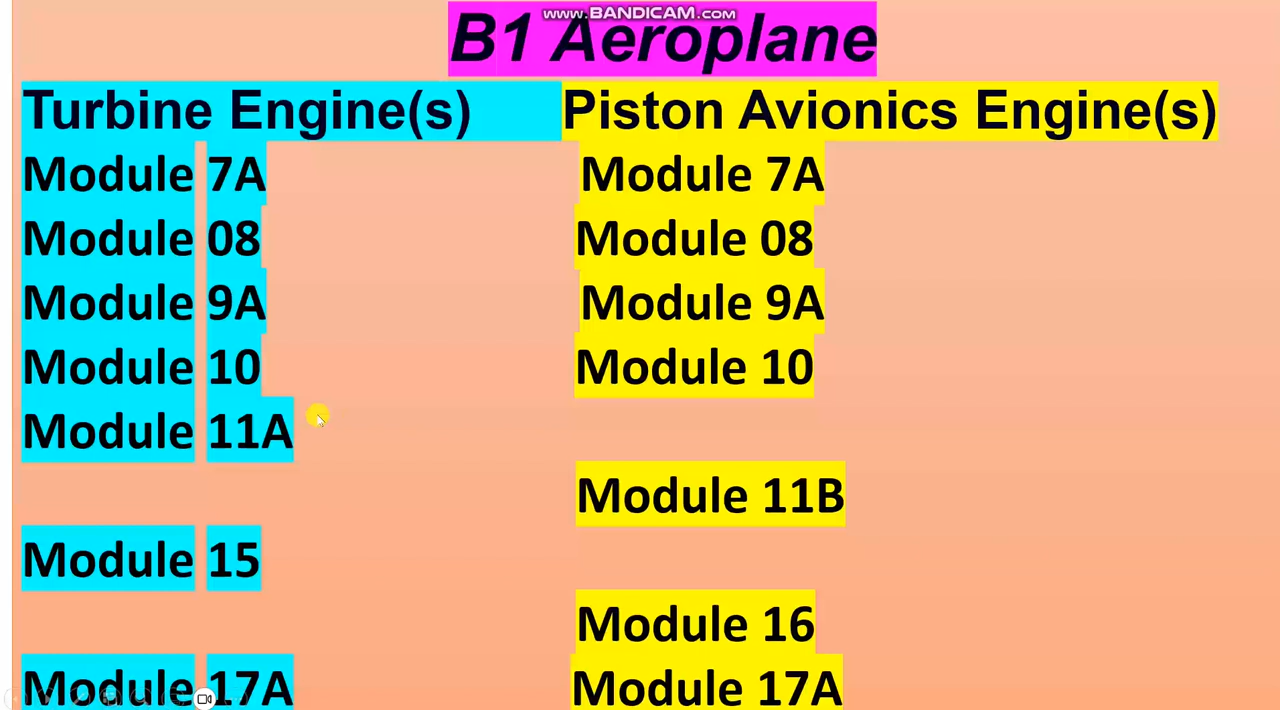 www.BANDICAM.com
B1 Aeroplane
Turbine Engine(s) Piston Avionics Engine(s)
Module 7A Module 7A
Module 08 Module 08
Module 9A Module 9A
Module 10 Module 10
Module 11A
Module 11B
Module 15
Module 16
Module 17A Module 17A